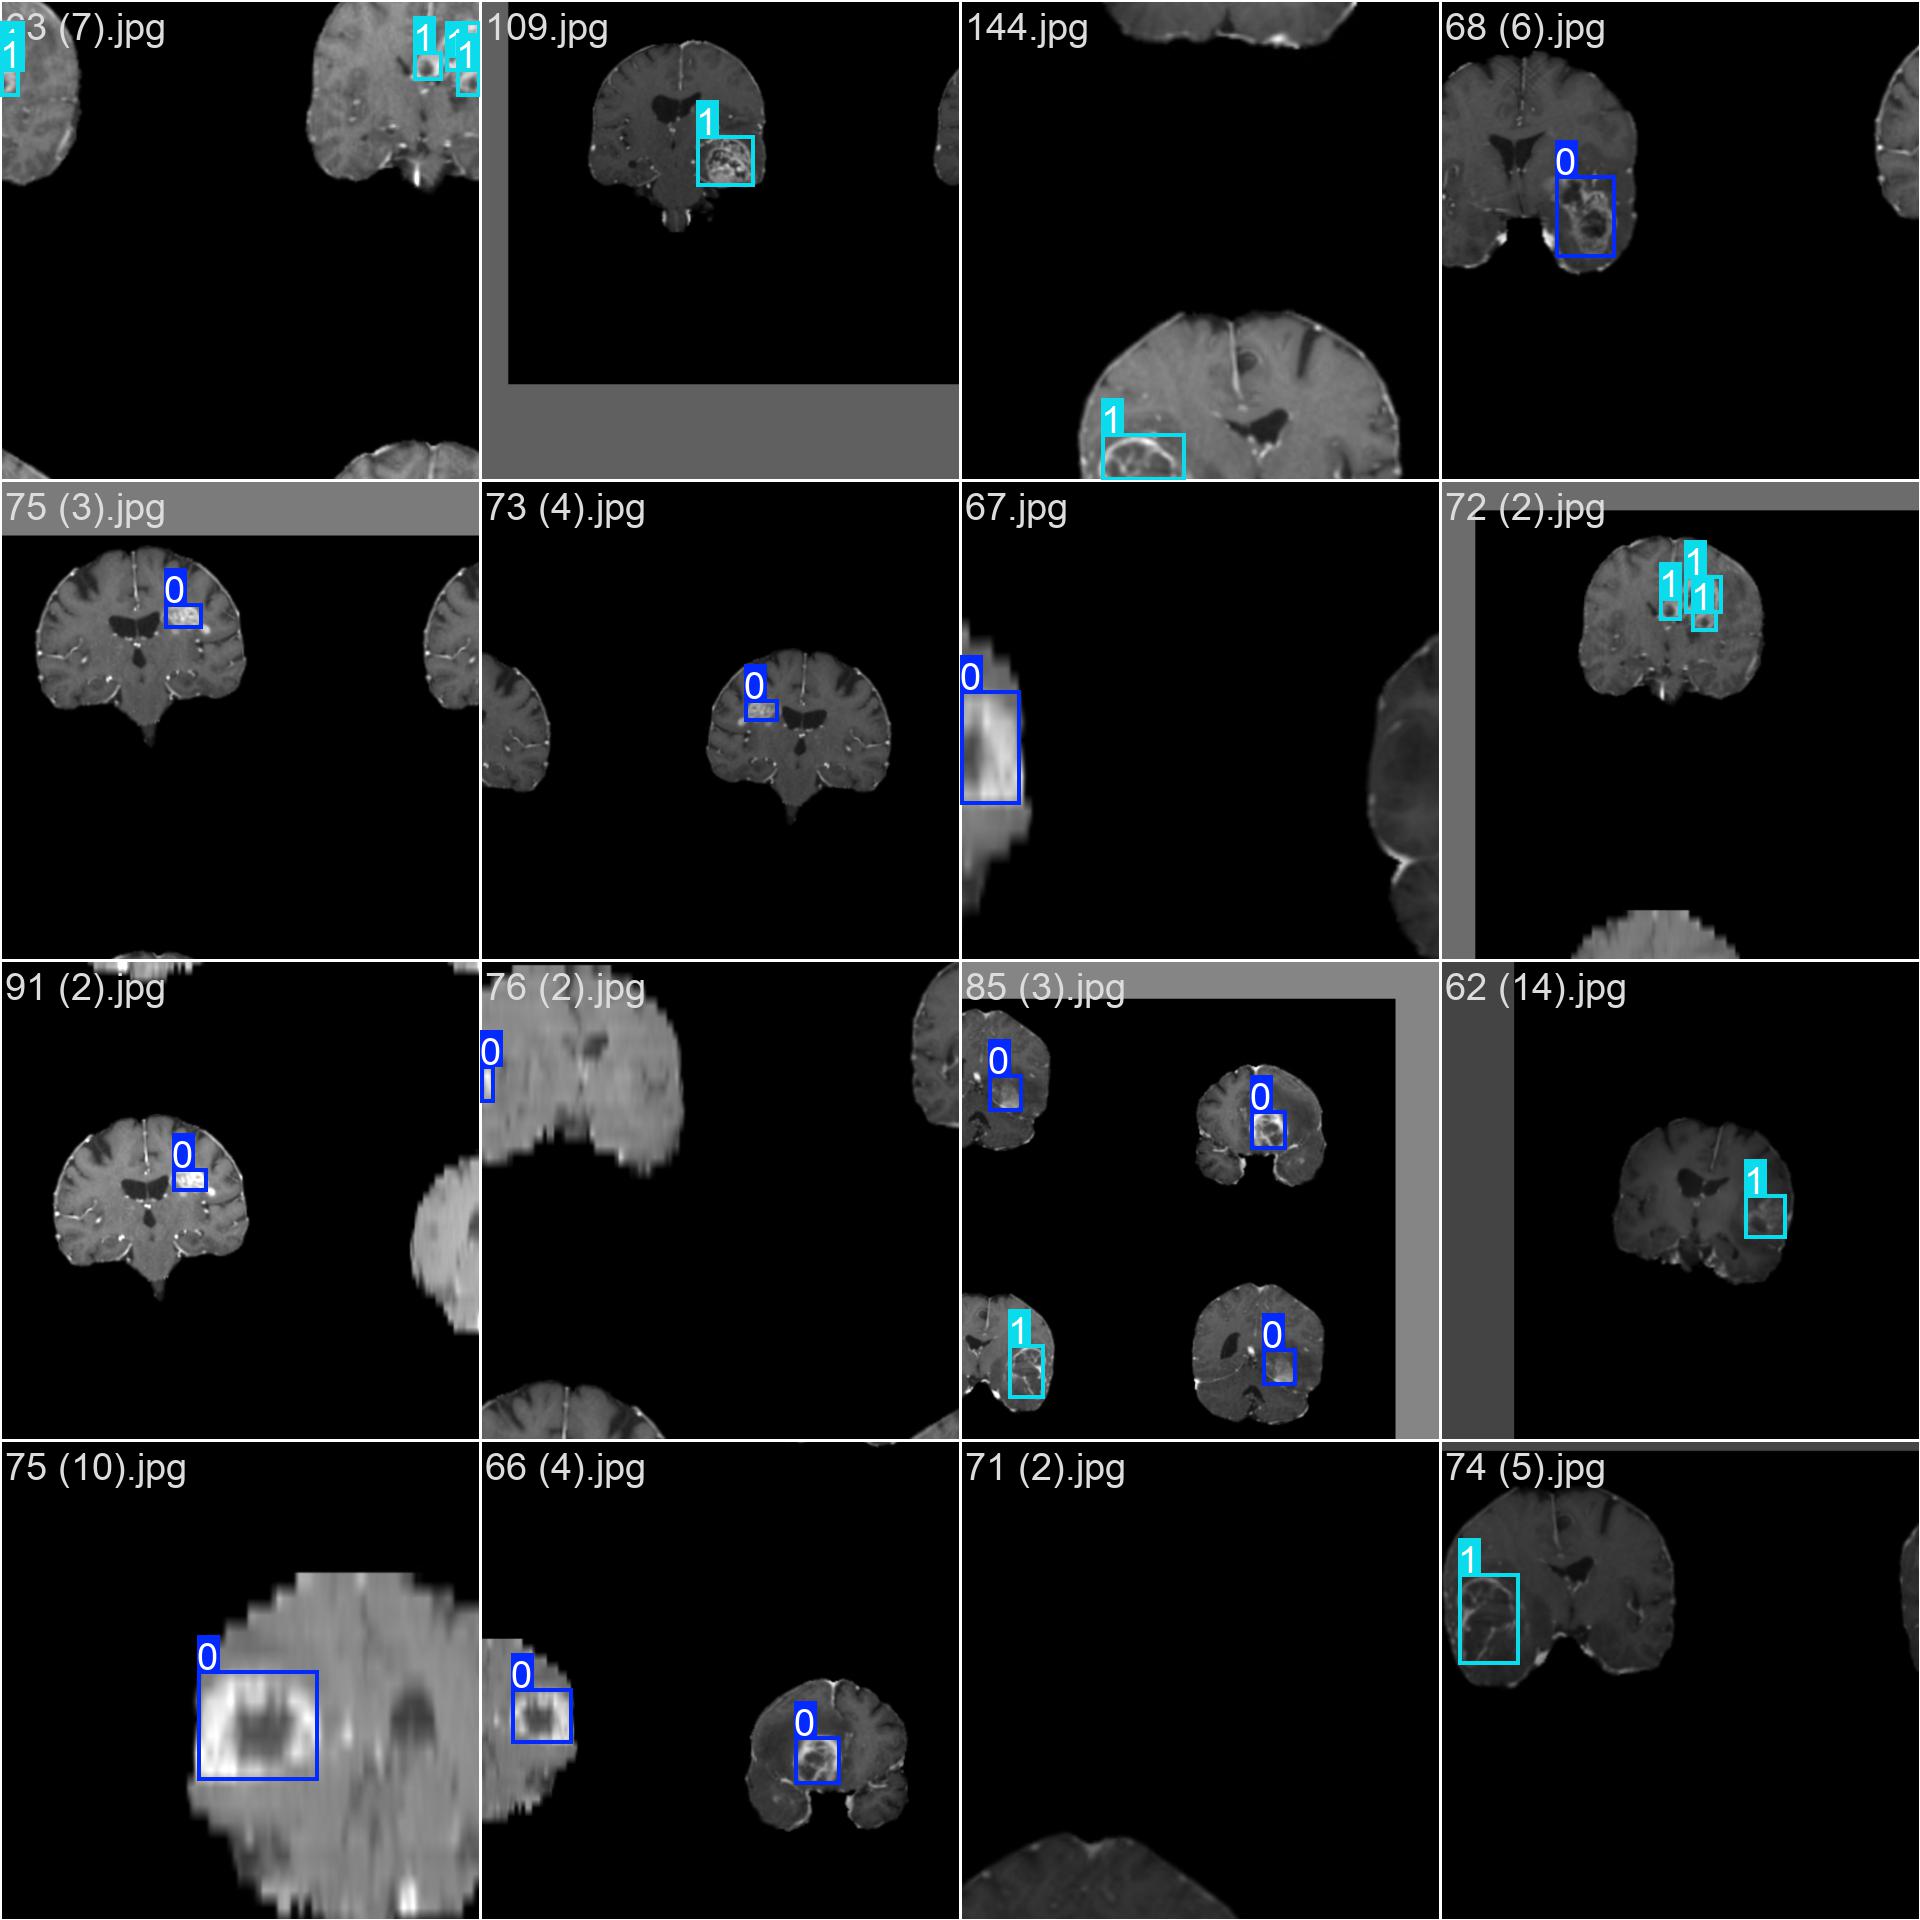 3 (7).jpg
1
1
1
1
109.jpg
1
144.jpg
1
68 (6).jpg
0
75 (3).jpg
0
73 (4).jpg
0
67.jpg
0
72 (2).jpg
1
1
1
91 (2).jpg
0
76 (2).jpg
0
85 (3).jpg
0
0
1
0
62 (14).jpg
1
75 (10).jpg
0
66 (4).jpg
0
0
71 (2).jpg
74 (5).jpg
1